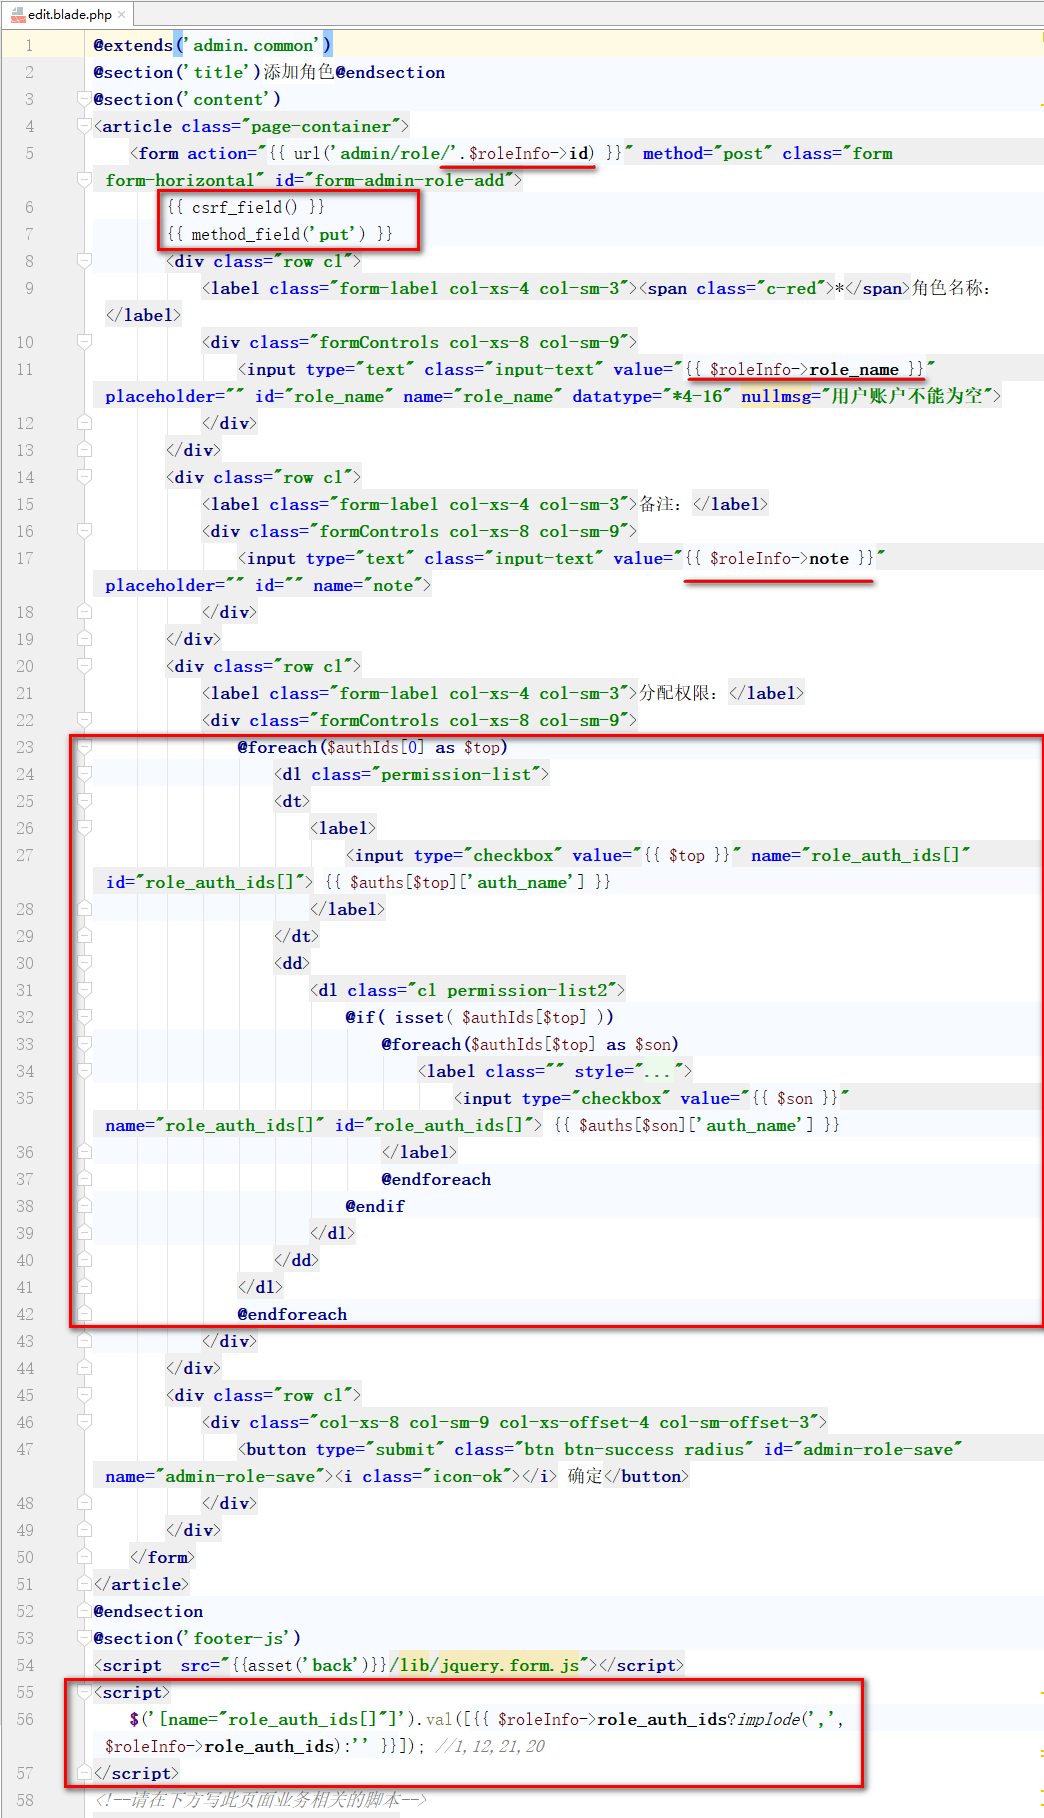 edit.blade.php ×
1 @extends('admin.common')
2 @section('title')添加角色@endsection
3 @section('content')
4 <article class="page-container">
5 <form action="{{ url('admin/role/'.$roleInfo->id) }}" method="post" class="form
form-horizontal" id="form-admin-role-add">
6 {{ csrf_field() }}
7 {{ method_field('put') }}
8 <div class="row cl">
9 <label class="form-label col-xs-4 col-sm-3"><span class="c-red">*</span>角色名称：
</label>
10 <div class="formControls col-xs-8 col-sm-9">
11 <input type="text" class="input-text" value="{{ $roleInfo->role_name }}"
placeholder="" id="role_name" name="role_name" datatype="*4-16" nullmsg="用户账户不能为空">
12 </div>
13 </div>
14 <div class="row cl">
15 <label class="form-label col-xs-4 col-sm-3">备注：</label>
16 <div class="formControls col-xs-8 col-sm-9">
17 <input type="text" class="input-text" value="{{ $roleInfo->note }}"
placeholder="" id="" name="note">
18 </div>
19 </div>
20 <div class="row cl">
21 <label class="form-label col-xs-4 col-sm-3">分配权限：</label>
22 <div class="formControls col-xs-8 col-sm-9">
23 @foreach($authIds[0] as $top)
24 <dl class="permission-list">
25 <dt>
26 <label>
27 <input type="checkbox" value="{{ $top }}" name="role_auth_ids[]"
id="role_auth_ids[]"> {{ $auths[$top]['auth_name'] }}
28 </label>
29 </dt>
30 <dd>
31 <dl class="cl permission-list2">
32 @if( isset( $authIds[$top] ))
33 @foreach($authIds[$top] as $son)
34 <label class="" style="...">
35 <input type="checkbox" value="{{ $son }}"
name="role_auth_ids[]" id="role_auth_ids[]"> {{ $auths[$son]['auth_name'] }}
36 </label>
37 @endforeach
38 @endif
39 </dl>
40 </dd>
41 </dl>
42 @endforeach
43 </div>
44 </div>
45 <div class="row cl">
46 <div class="col-xs-8 col-sm-9 col-xs-offset-4 col-sm-offset-3">
47 <button type="submit" class="btn btn-success radius" id="admin-role-save"
name="admin-role-save"><i class="icon-ok"></i> 确定</button>
48 </div>
49 </div>
50 </form>
51 </article>
52 @endsection
53 @section('footer-js')
54 <script  src="{{asset('back')}}/lib/jquery.form.js"></script>
55 <script>
56 $('[name="role_auth_ids[]"]').val([{{ $roleInfo->role_auth_ids?implode(',',
$roleInfo->role_auth_ids):'' }}]); //1,12,21,20
57 </script>
58 <!--请在下方写此页面业务相关的脚本-->